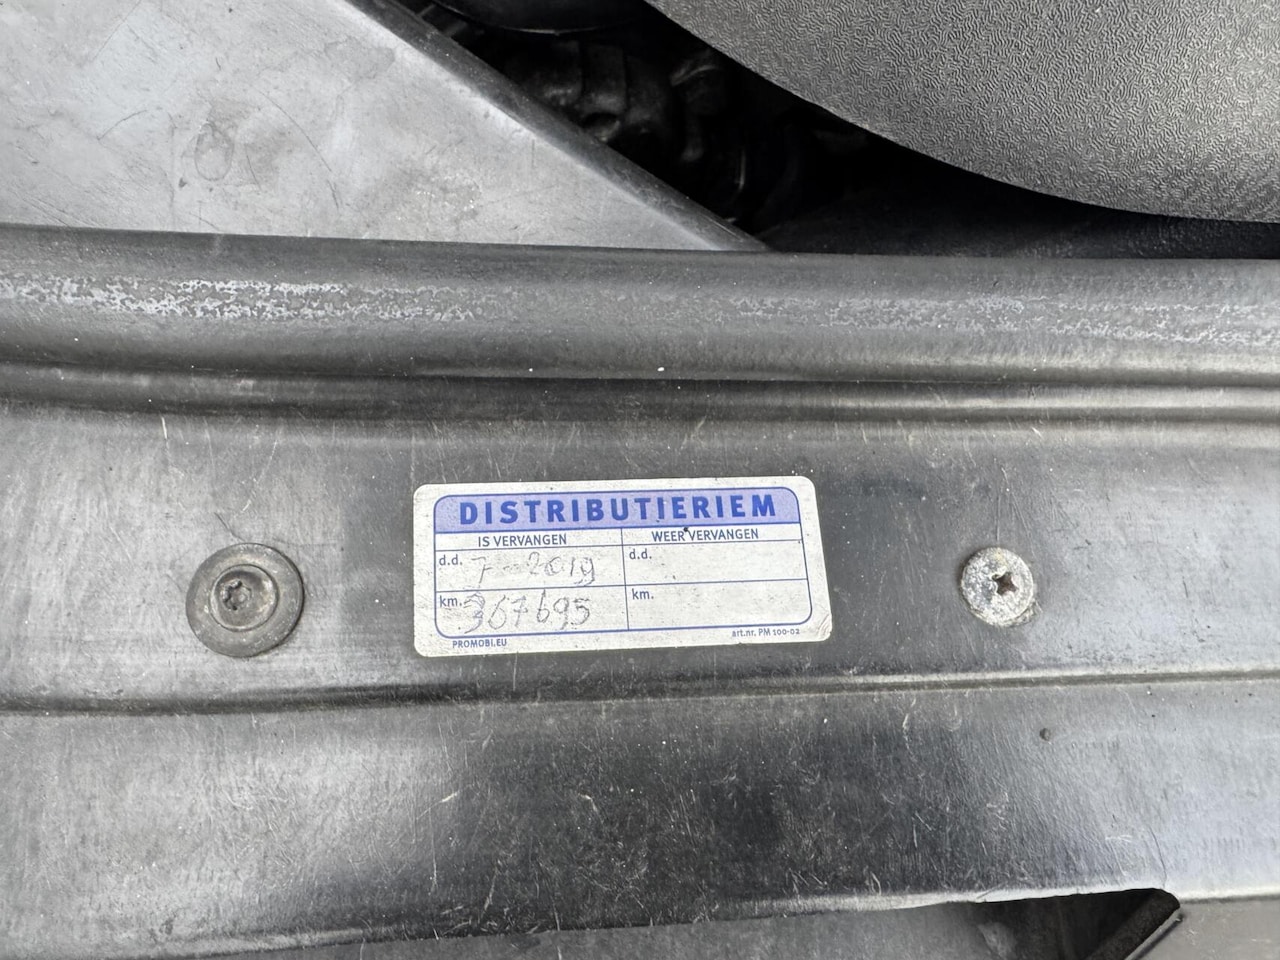 DISTRIBUTIERIEM
IS VERVANGEN WEER VERVANGEN
d.d. 7-2019 d.d.
km. 367695 km.
PROMOBI.EU art.nr. PM 100-02